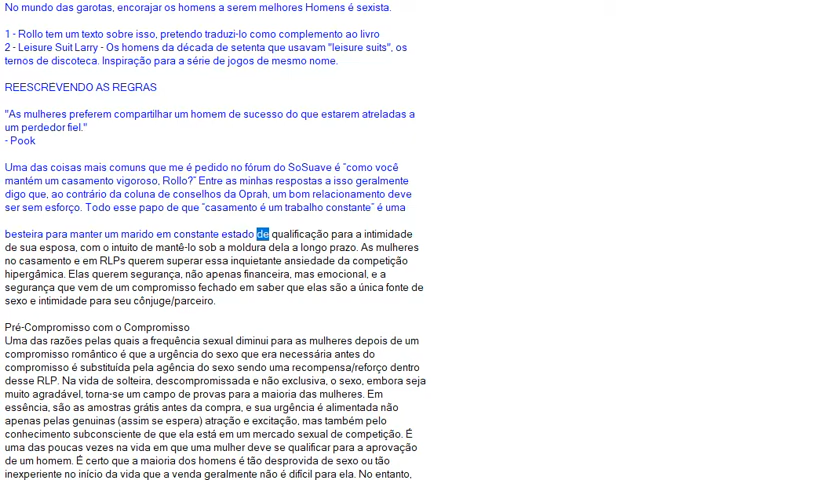 No mundo das garotas, encorajar os homens a serem melhores Homens é sexista.
1 - Rollo tem um texto sobre isso, pretendo traduzi-lo como complemento ao livro
2 - Leisure Suit Larry - Os homens da década de setenta que usavam "leisure suits", os
ternos de discoteca. Inspiração para a série de jogos de mesmo nome.
REESCREVENDO AS REGRAS
"As mulheres preferem compartilhar um homem de sucesso do que estarem atreladas a
um perdedor fiel."
- Pook
Uma das coisas mais comuns que me é pedido no fórum do SoSuave é “como você
mantém um casamento vigoroso, Rollo?” Entre as minhas respostas a isso geralmente
digo que, ao contrário da coluna de conselhos da Oprah, um bom relacionamento deve
ser sem esforço. Todo esse papo de que “casamento é um trabalho constante” é uma
besteira para manter um marido em constante estado de qualificação para a intimidade
de sua esposa, com o intuito de mantê-lo sob a moldura dela a longo prazo. As mulheres
no casamento e em RLPs querem superar essa inquietante ansiedade da competição
hipergâmica. Elas querem segurança, não apenas financeira, mas emocional, e a
segurança que vem de um compromisso fechado em saber que elas são a única fonte de
sexo e intimidade para seu cônjuge/parceiro.
Pré-Compromisso com o Compromisso
Uma das razões pelas quais a frequência sexual diminui para as mulheres depois de um
compromisso romântico é que a urgência do sexo que era necessária antes do
compromisso é substituída pela agência do sexo sendo uma recompensa/reforço dentro
desse RLP. Na vida de solteira, descompromissada e não exclusiva, o sexo, embora seja
muito agradável, torna-se um campo de provas para a maioria das mulheres. Em
essência, são as amostras grátis antes da compra, e sua urgência é alimentada não
apenas pelas genuinas (assim se espera) atração e excitação, mas também pelo
conhecimento subconsciente de que ela está em um mercado sexual de competição. É
uma das poucas vezes na vida em que uma mulher deve se qualificar para a aprovação
de um homem. É certo que a maioria dos homens é tão desprovida de sexo ou tão
inexperiente no início da vida que a venda geralmente não é difícil para ela. No entanto,